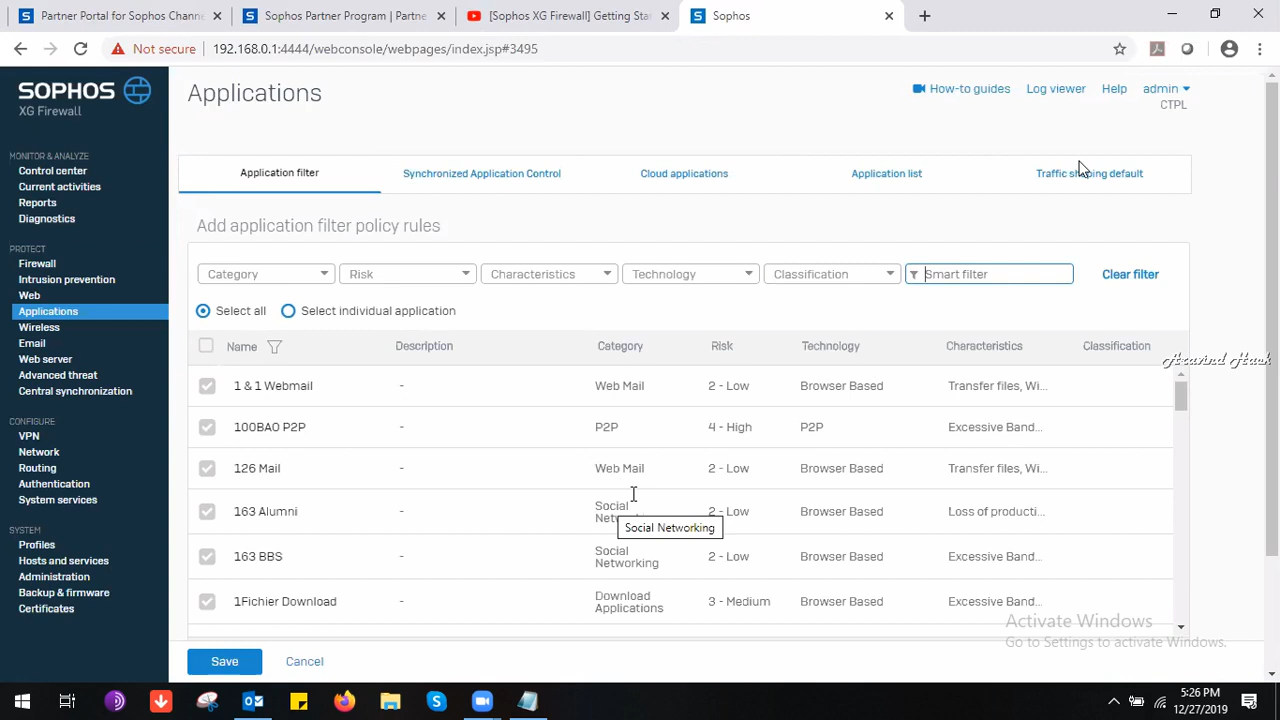 Partner Portal for Sophos Channe
Sophos Partner Program | Partn
[Sophos XG Firewall] Getting Sta
Sophos
Not secure
192.168.0.1:4444/webconsole/webpages/index.jsp#3495
SOPHOS
XG Firewall
MONITOR & ANALYZE
Control center
Current activities
Reports
Diagnostics
PROTECT
Firewall
Intrusion prevention
Web
Applications
Wireless
Email
Web server
Advanced threat
Central synchronization
CONFIGURE
VPN
Network
Routing
Authentication
System services
SYSTEM
Profiles
Hosts and services
Administration
Backup & firmware
Certificates
Applications
How-to guides
Log viewer
Help
admin
CTPL
Application filter
Synchronized Application Control
Cloud applications
Application list
Traffic shaping default
Add application filter policy rules
Category
Risk
Characteristics
Technology
Classification
Smart filter
Clear filter
Select all
Select individual application
Name Description Category Risk Technology Characteristics Classification
1 & 1 Webmail - Web Mail 2 - Low Browser Based Transfer files, Wi...
100BAO P2P - P2P 4 - High P2P Excessive Band...
126 Mail - Web Mail 2 - Low Browser Based Transfer files, Wi...
163 Alumni - Social 2 - Low Browser Based Loss of producti...
Social Networking
163 BBS - Social Networking 2 - Low Browser Based Excessive Band...
1Fichier Download - Download Applications 3 - Medium Browser Based Excessive Band...
Save
Cancel
Activate Windows
Go to Settings to activate Windows.
5:26 PM
12/27/2019